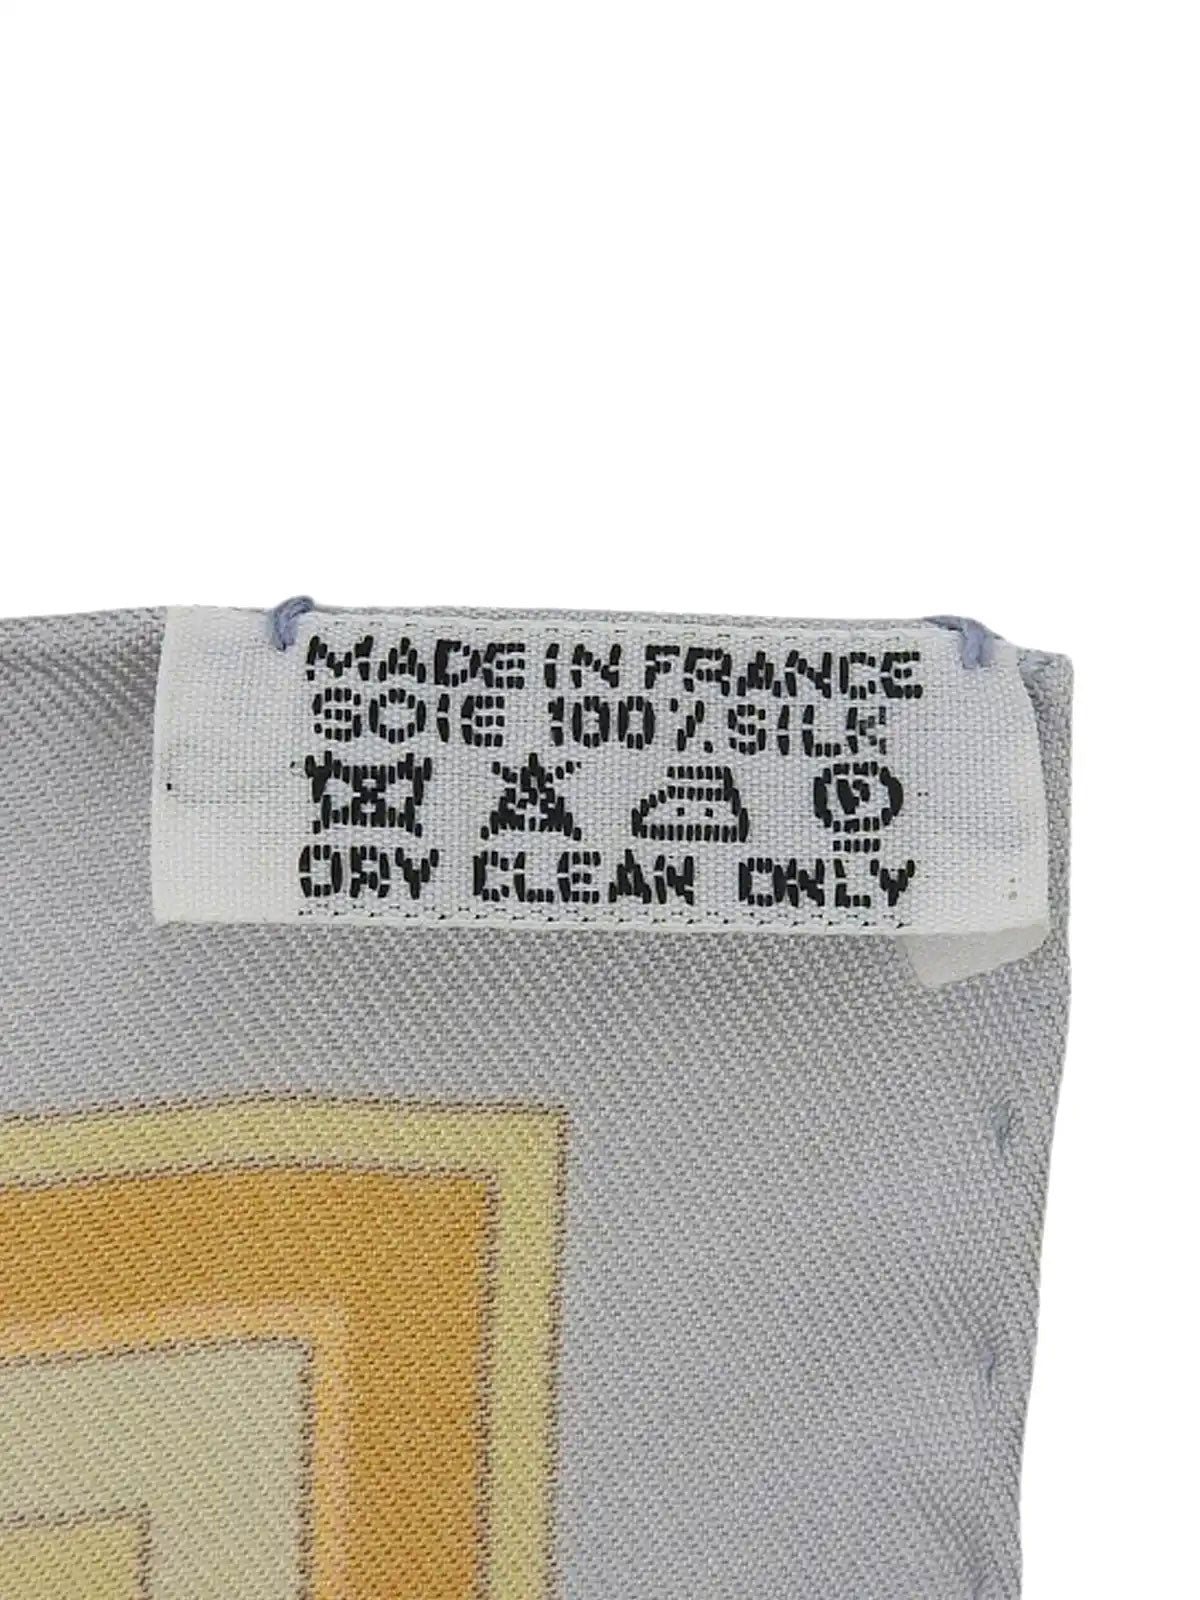 MADE IN FRANCE
SOIE 100% SILK
P
DRY CLEAN ONLY